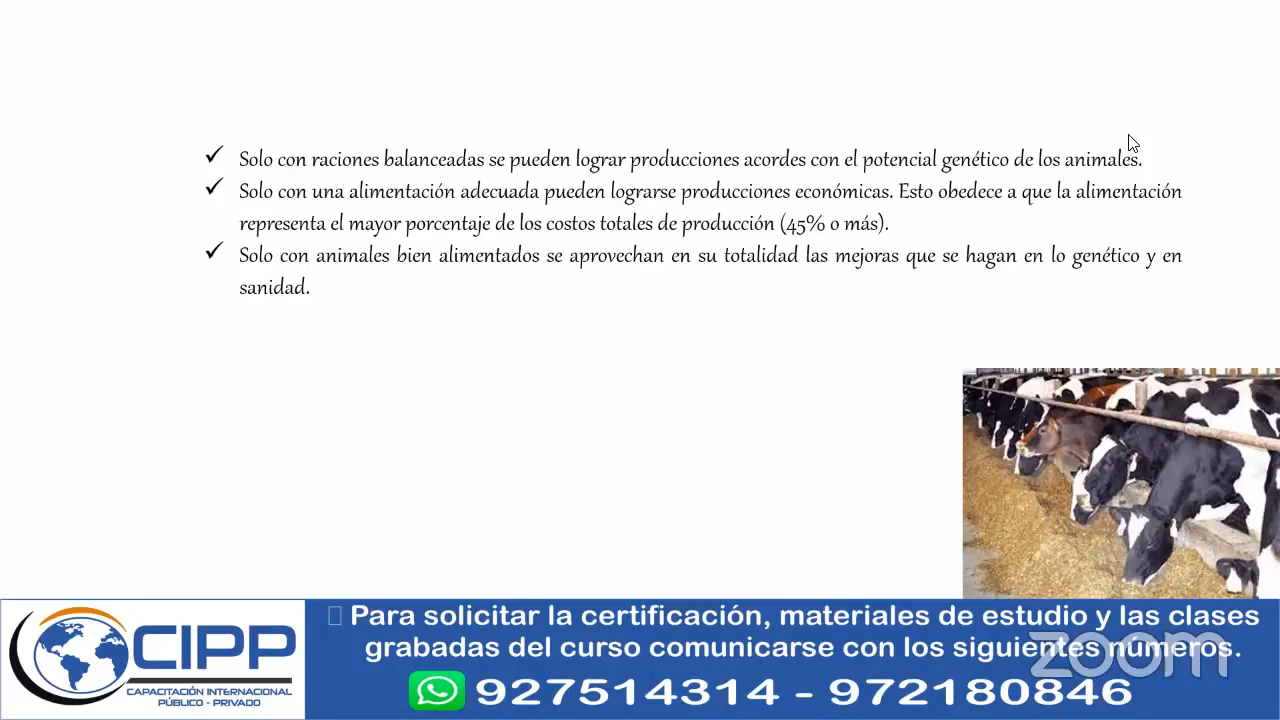 ✓ Solo con raciones balanceadas se pueden lograr producciones acordes con el potencial genético de los animales.
✓ Solo con una alimentación adecuada pueden lograrse producciones económicas. Esto obedece a que la alimentación
representa el mayor porcentaje de los costos totales de producción (45% o más).
✓ Solo con animales bien alimentados se aprovechan en su totalidad las mejoras que se hagan en lo genético y en
sanidad.
CIPP
CAPACITACIÓN INTERNACIONAL
PÚBLICO - PRIVADO
Para solicitar la certificación, materiales de estudio y las clases
grabadas del curso comunicarse con los siguientes números.
zoom
927514314 - 972180846